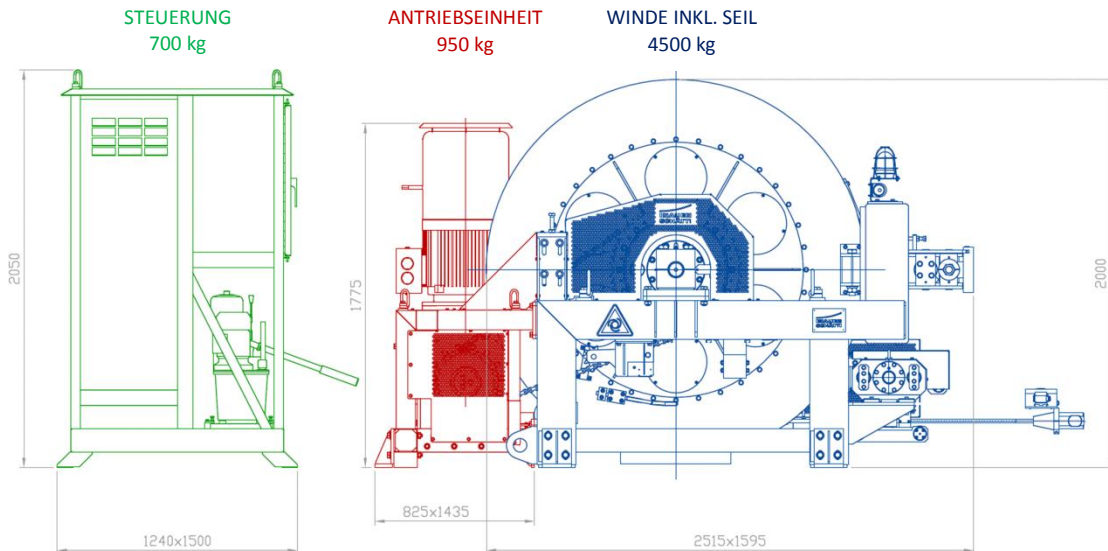 STEUERUNG
700 kg
ANTRIEBSEINHEIT
950 kg
WINDE INKL. SEIL
4500 kg
2050
1775
2000
825x1435
1240x1500
2515x1595